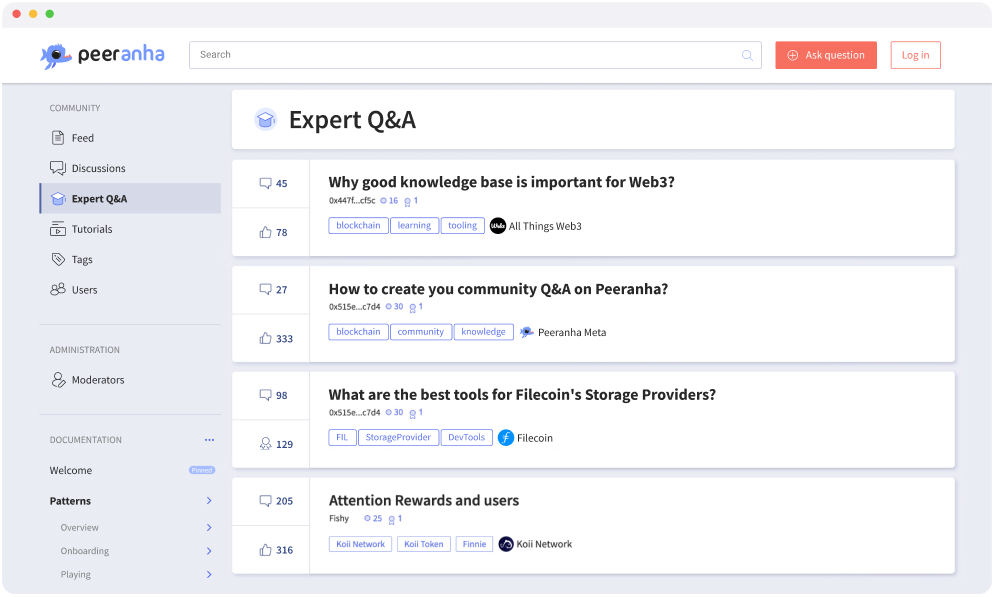 peeranha
Search
Ask question
Log in
COMMUNITY
Feed
Discussions
Expert Q&A
Tutorials
Tags
Users
ADMINISTRATION
Moderators
DOCUMENTATION
Welcome Pinned
Patterns
Overview
Onboarding
Playing
Expert Q&A
45
78
Why good knowledge base is important for Web3?
0x447f...cf5c 16 1
blockchain learning tooling All Things Web3
27
333
How to create you community Q&A on Peeranha?
0x515e...c7d4 30 1
blockchain community knowledge Peeranha Meta
98
129
What are the best tools for Filecoin's Storage Providers?
0x515e...c7d4 30 1
FIL StorageProvider DevTools Filecoin
205
316
Attention Rewards and users
Fishy 25 1
Koii Network Koii Token Finnie Koii Network